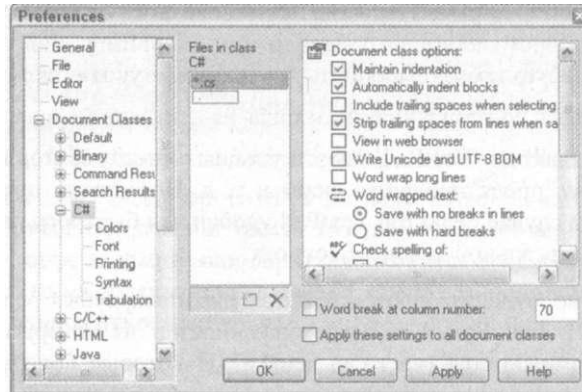 Preferences
General
File
Editor
View
Document Classes
Default
Binary
Command Resu
Search Results
C#
Colors
Font
Printing
Syntax
Tabulation
C/C++
HTML
Java
Files in class
C#
*.cs
Document class options:
Maintain indentation
Automatically indent blocks
Include trailing spaces when selecting
Strip trailing spaces from lines when sa
View in web browser
Write Unicode and UTF-8 BOM
Word wrap long lines
Word wrapped text:
Save with no breaks in lines
Save with hard breaks
Check spelling of:
Word break at column number: 70
Apply these settings to all document classes
OK Cancel Apply Help